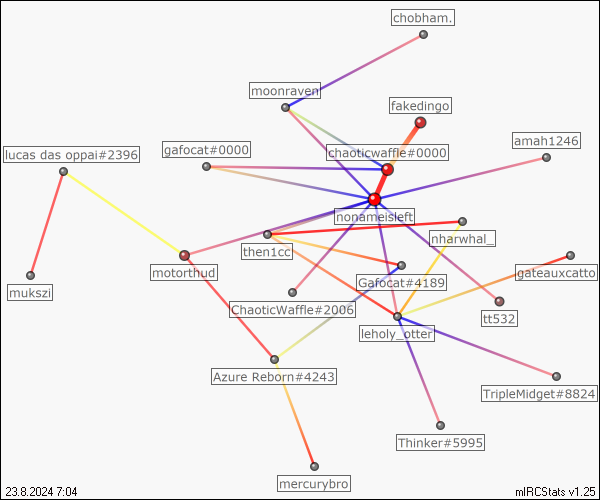 chobham.
moonraven
fakedingo
amah1246
gafocat#0000
chaoticwaffle#0000
lucas das oppai#2396
nonameisleft
nharwhal_
then1cc
motorthud
gateauxcatto
Gafocat#4189
mukszi
ChaoticWaffle#2006
tt532
leholy_otter
Azure Reborn#4243
TripleMidget#8824
Thinker#5995
mercurybro
23.8.2024 7:04
mIRCStats v1.25